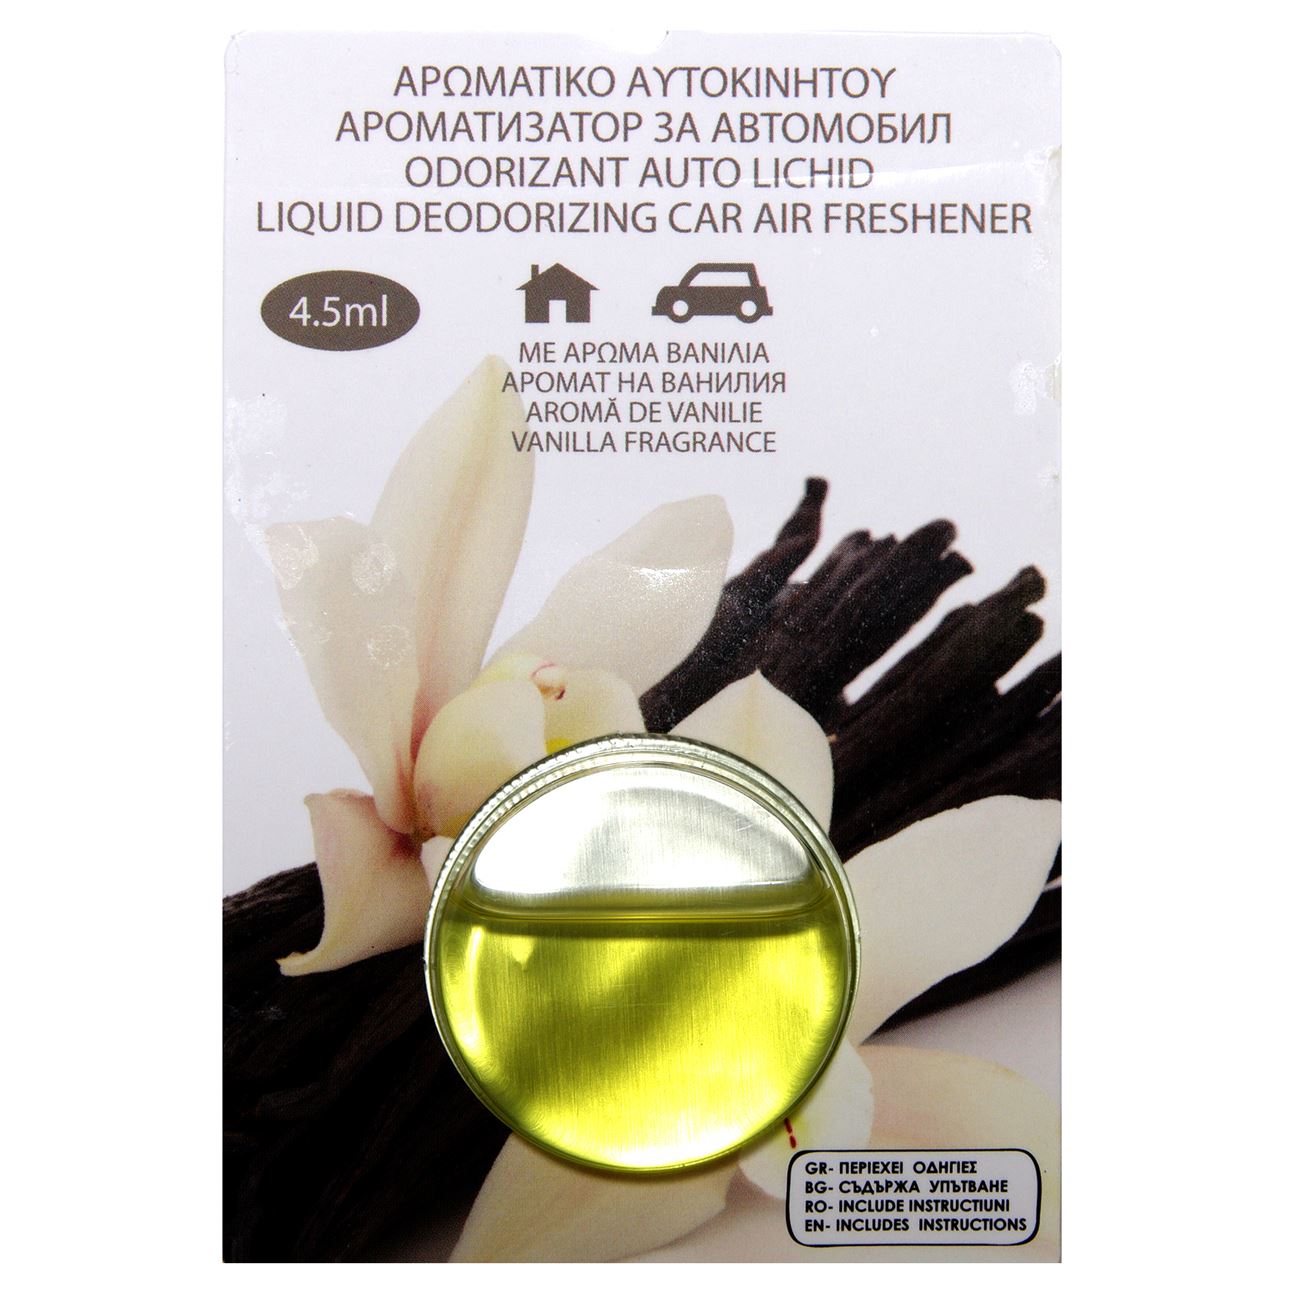 ΑΡΩΜΑΤΙΚΟ ΑΥΤΟΚΙΝΗΤΟΥ
АРОМАТИЗАТОР ЗА АВТОМОБИЛ
ODORIZANT AUTO LICHID
LIQUID DEODORIZING CAR AIR FRESHENER
4.5ml
ΜΕ ΑΡΩΜΑ ΒΑΝΙΛΙΑ
АРОМАТ НА ВАНИЛИЯ
AROMĂ DE VANILIE
VANILLA FRAGRANCE
GR- ΠΕΡΙΕΧΕΙ ΟΔΗΓΙΕΣ
BG- СЪДЪРЖА УПЪТВАНЕ
RO- INCLUDE INSTRUCTIUNI
EN- INCLUDES INSTRUCTIONS